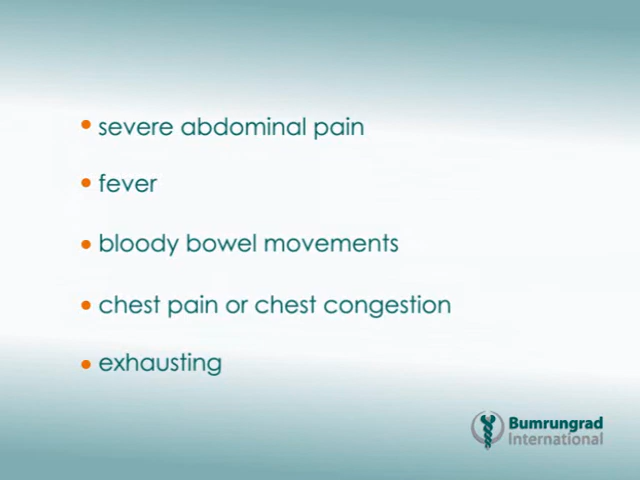 • severe abdominal pain
• fever
• bloody bowel movements
• chest pain or chest congestion
• exhausting
Bumrungrad
International